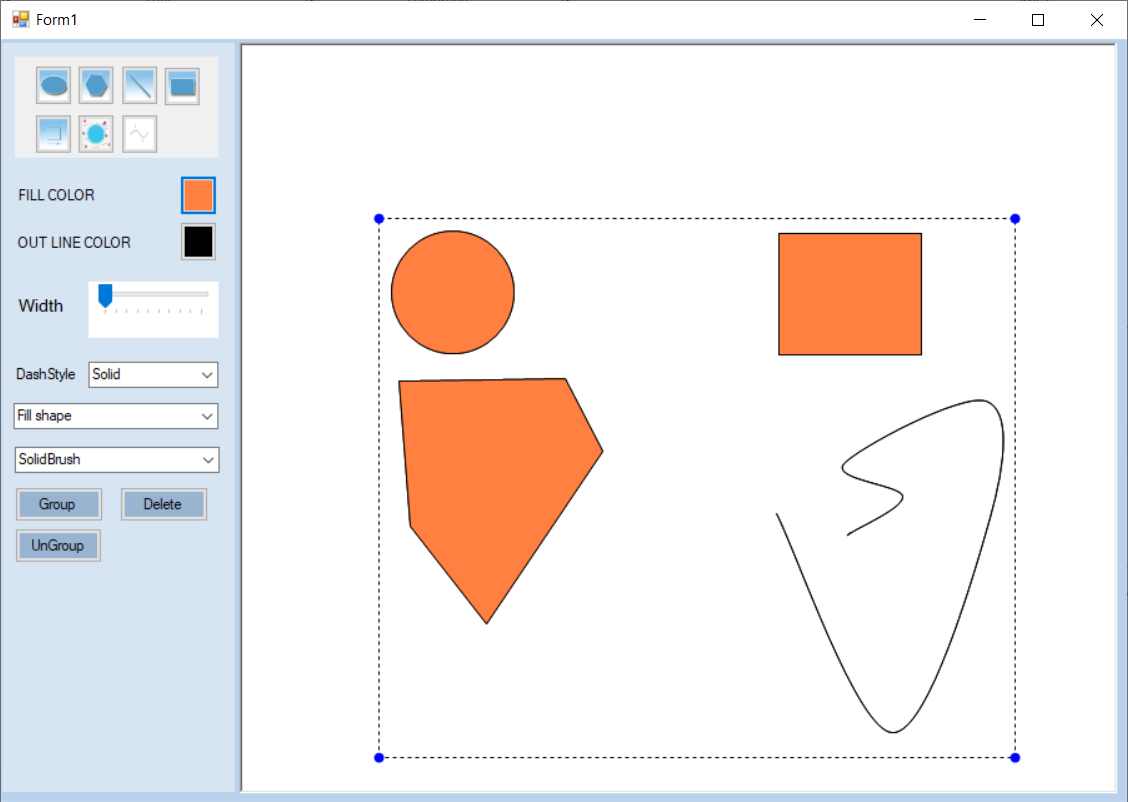 Form1
FILL COLOR
OUT LINE COLOR
Width
DashStyle Solid
Fill shape
SolidBrush
Group Delete
UnGroup